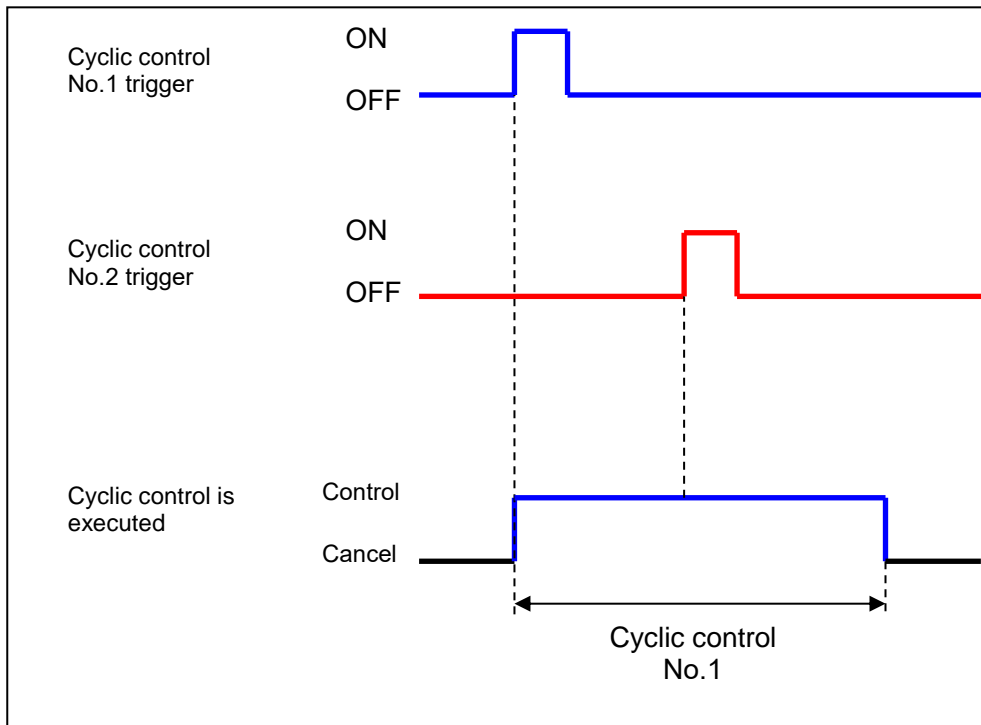 Cyclic control
No.1 trigger
ON
OFF
Cyclic control
No.2 trigger
ON
OFF
Cyclic control is
executed
Control
Cancel
Cyclic control
No.1